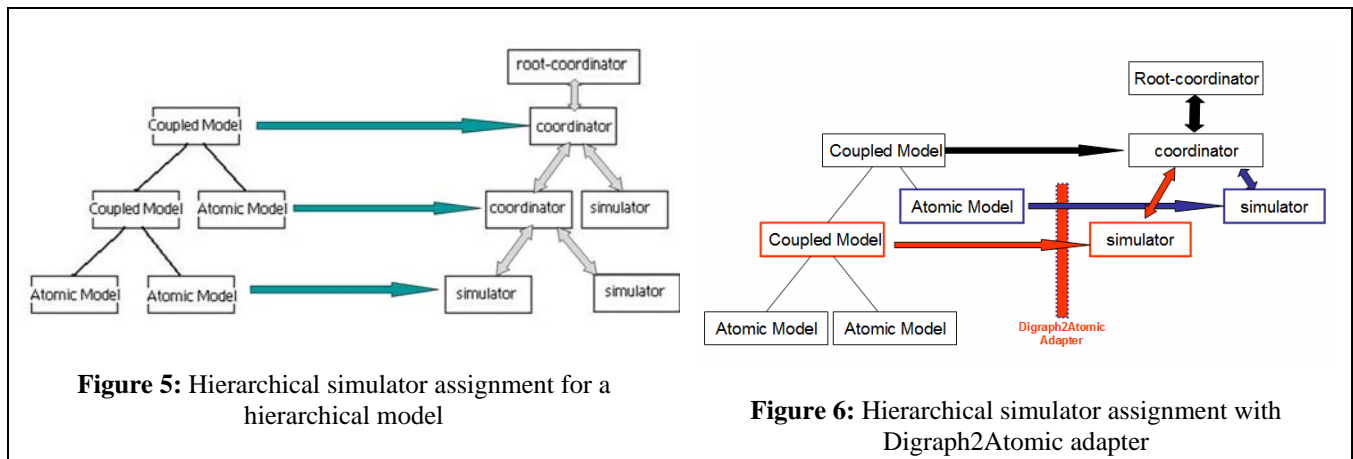 root-coordinator
Coupled Model
coordinator
Coupled Model
Atomic Model
coordinator
simulator
Atomic Model
Atomic Model
simulator
simulator
Figure 5: Hierarchical simulator assignment for a
hierarchical model
Root-coordinator
Coupled Model
coordinator
Atomic Model
simulator
Coupled Model
simulator
Atomic Model
Atomic Model
Digraph2Atomic
Adapter
Figure 6: Hierarchical simulator assignment with
Digraph2Atomic adapter